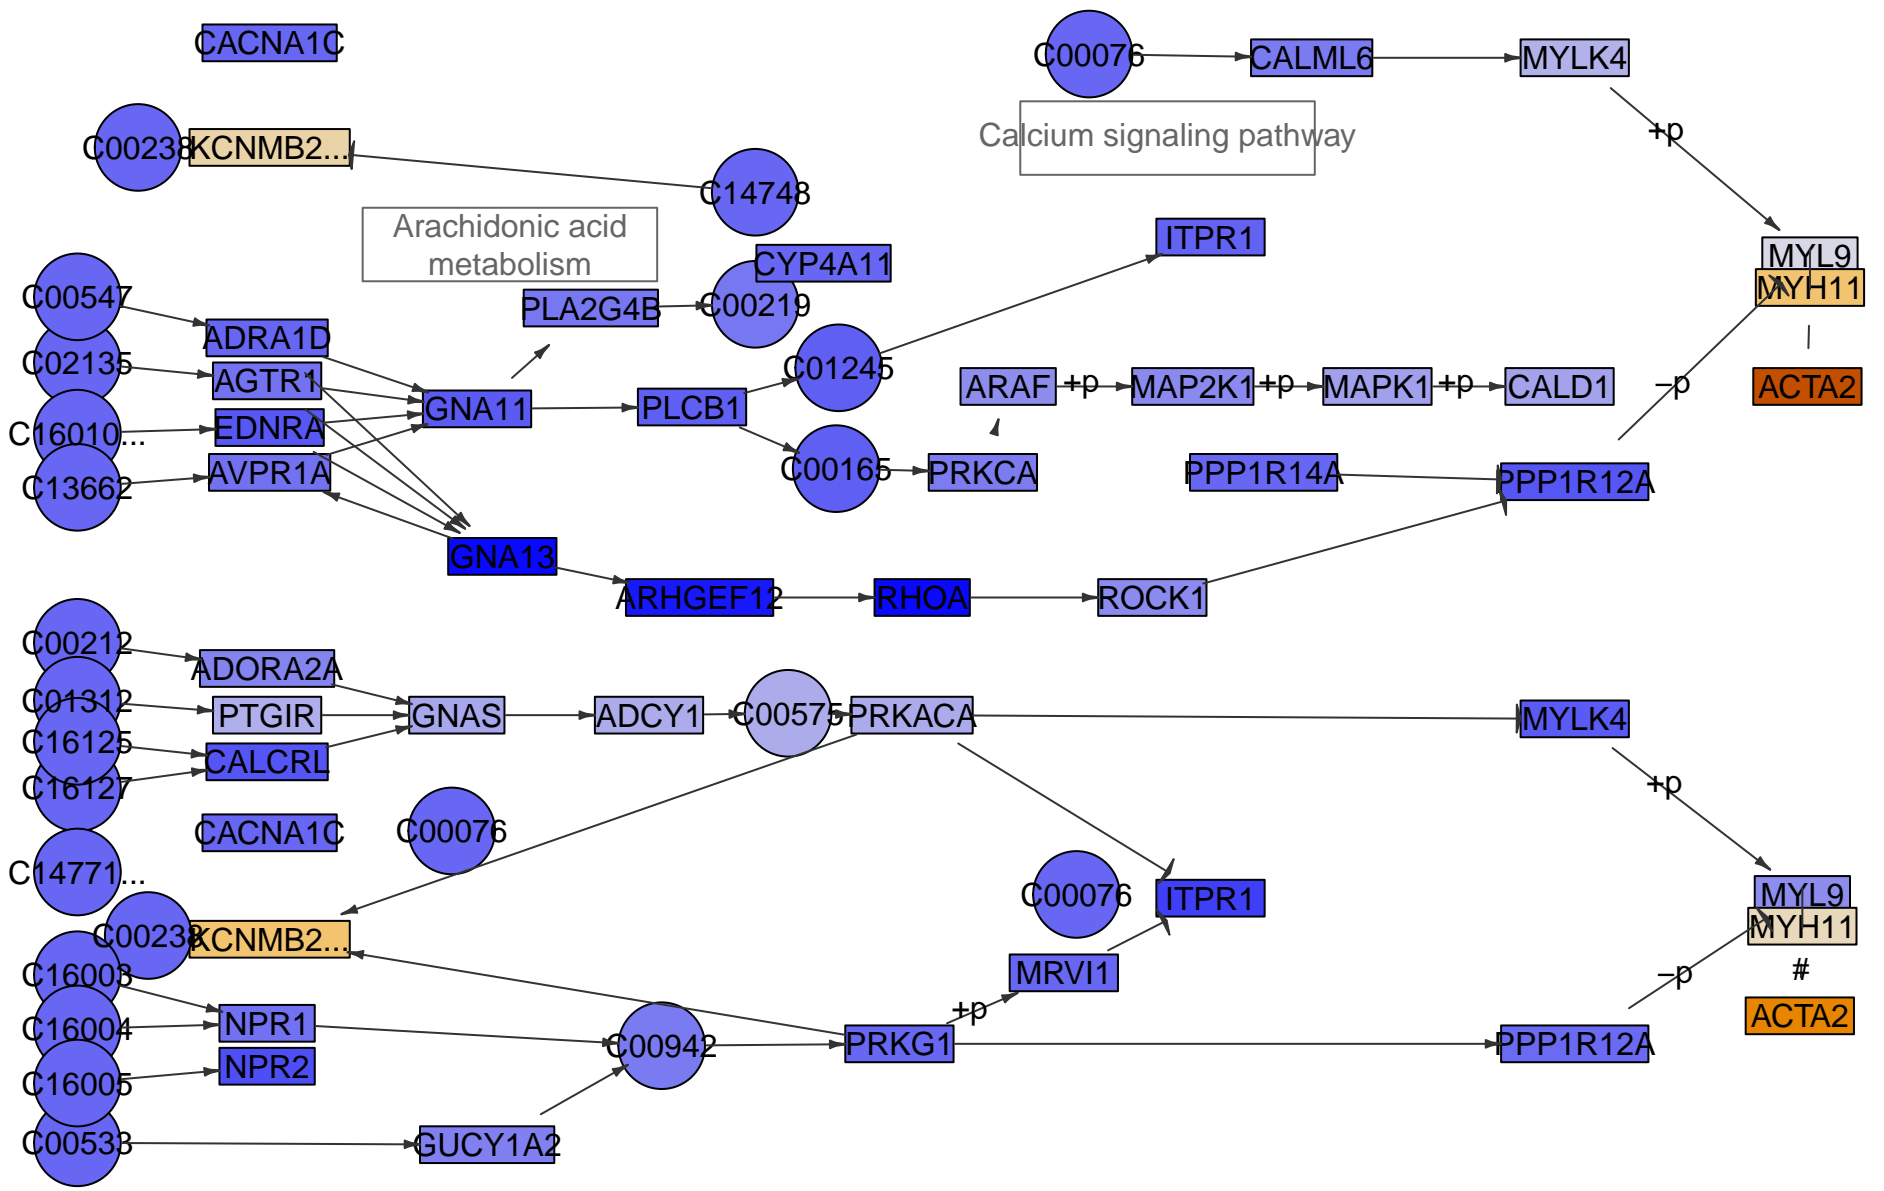 CACNA1C
C00076
CALML6
MYLK4
+p
C00238
KCNMB2...
Calcium signaling pathway
C14748
Arachidonic acid
metabolism
ITPR1
MYL9
MYH11
CYP4A11
C00219
PLA2G4B
C00547
ADRA1D
C02135
AGTR1
C16010...
EDNRA
C13662
AVPR1A
GNA11
PLCB1
C01245
C00165
ARAF
+p
MAP2K1
+p
MAPK1
+p
CALD1
–p
ACTA2
PRKCA
PPP1R14A
PPP1R12A
GNA13
ARHGEF12
RHOA
ROCK1
C00212
ADORA2A
C01312
PTGIR
GNAS
ADCY1
C00575
PRKACA
MYLK4
C16125
CALCRL
C16127
+p
CACNA1C
C00076
C14771...
C00076
ITPR1
MYL9
MYH11
C00238
KCNMB2...
C16003
MRVI1
–p
#
+p
ACTA2
C16004
NPR1
C00942
PRKG1
PPP1R12A
C16005
NPR2
C00533
GUCY1A2